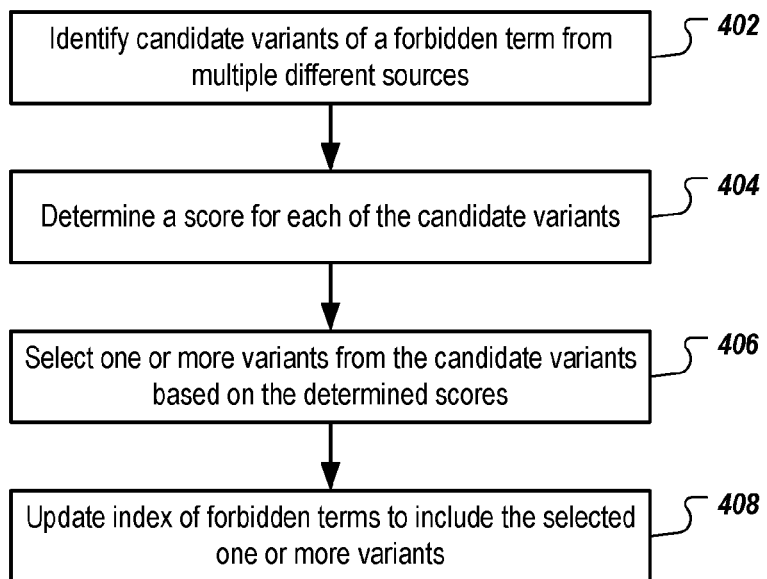 Identify candidate variants of a forbidden term from
multiple different sources
402
Determine a score for each of the candidate variants
404
Select one or more variants from the candidate variants
based on the determined scores
406
Update index of forbidden terms to include the selected
one or more variants
408